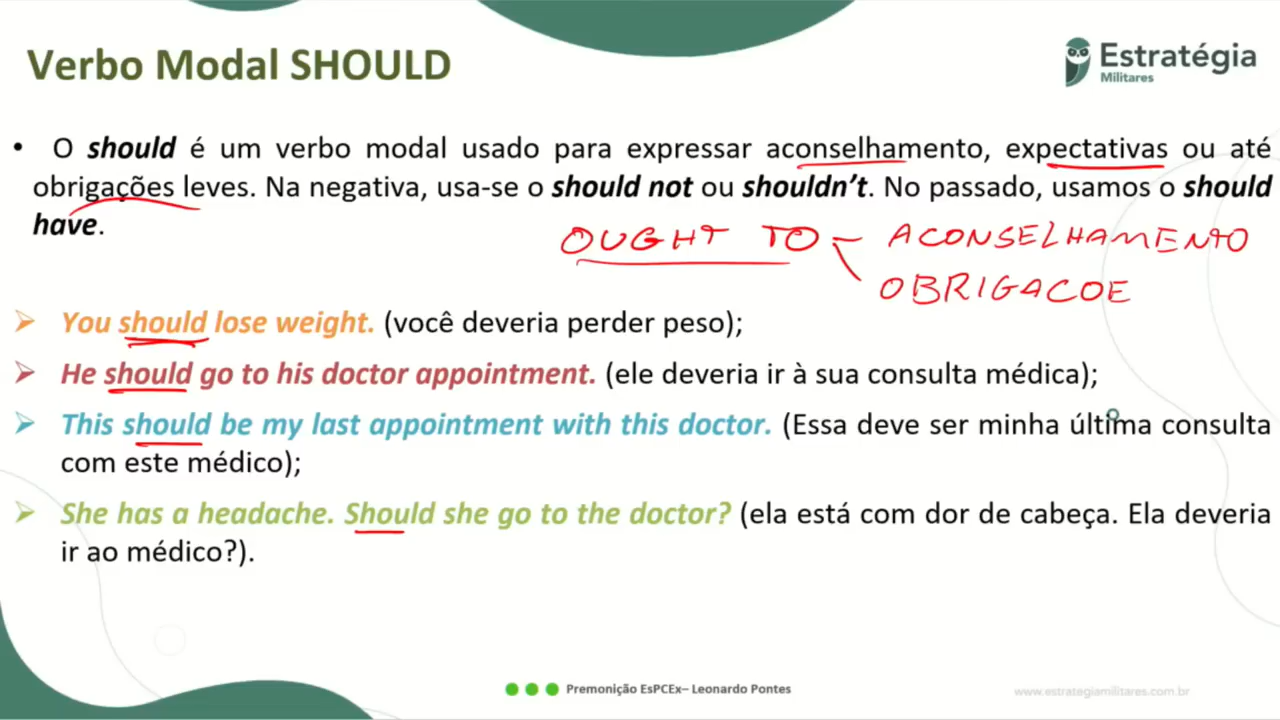 Verbo Modal SHOULD
Estratégia
Militares
• O should é um verbo modal usado para expressar aconselhamento, expectativas ou até
obrigações leves. Na negativa, usa-se o should not ou shouldn't. No passado, usamos o should
have.
OUGHT TO – ACONSELHAMENTO
OBRIGACOE
You should lose weight. (você deveria perder peso);
He should go to his doctor appointment. (ele deveria ir à sua consulta médica);
This should be my last appointment with this doctor. (Essa deve ser minha última consulta
com este médico);
She has a headache. Should she go to the doctor? (ela está com dor de cabeça. Ela deveria
ir ao médico?).
Premonição EsPCEx– Leonardo Pontes
www.estrategiamilitares.com.br